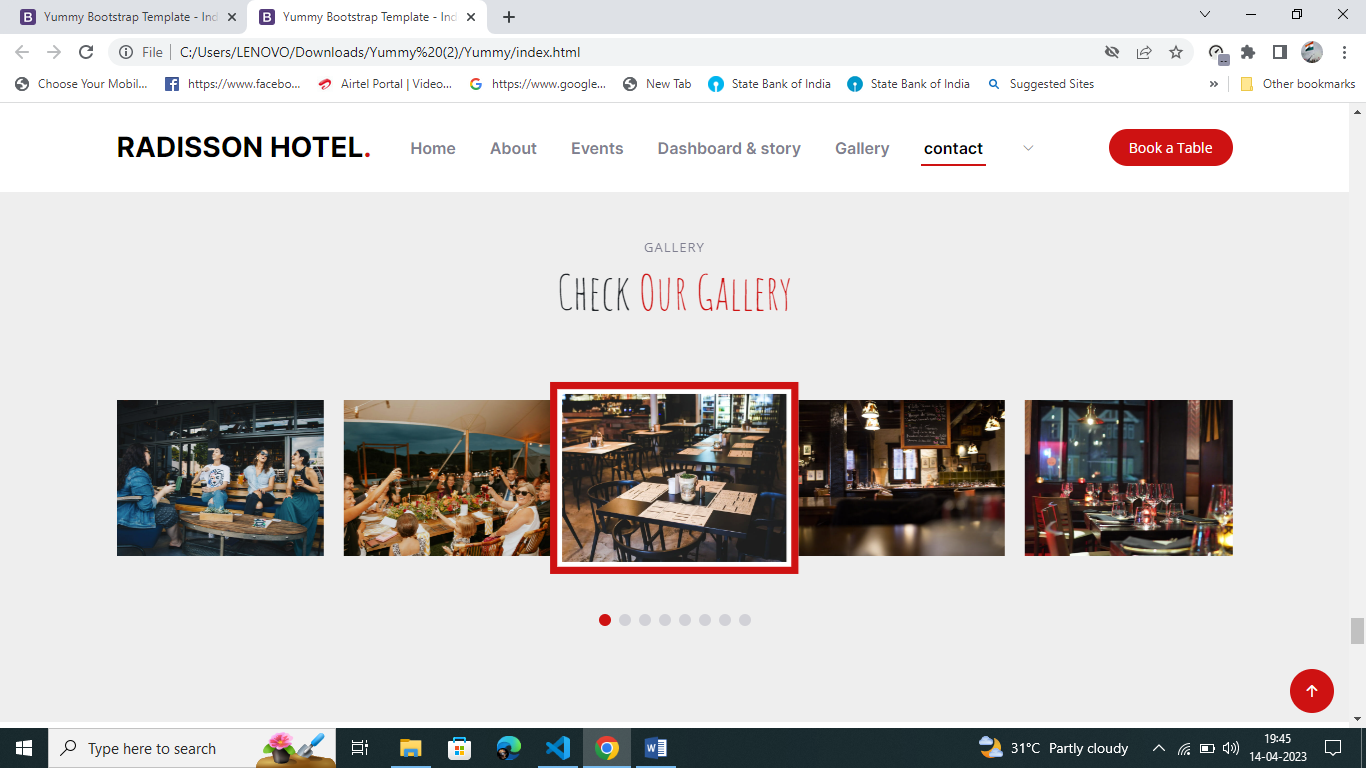 Yummy Bootstrap Template - Ind
Yummy Bootstrap Template - Ind
File
C:/Users/LENOVO/Downloads/Yummy%20(2)/Yummy/index.html
Choose Your Mobil...
https://www.facebo...
Airtel Portal | Video...
https://www.google...
New Tab
State Bank of India
State Bank of India
Suggested Sites
»
Other bookmarks
RADISSON HOTEL.
Home
About
Events
Dashboard & story
Gallery
contact
Book a Table
GALLERY
Check Our Gallery
Type here to search
31°C Partly cloudy
19:45
14-04-2023